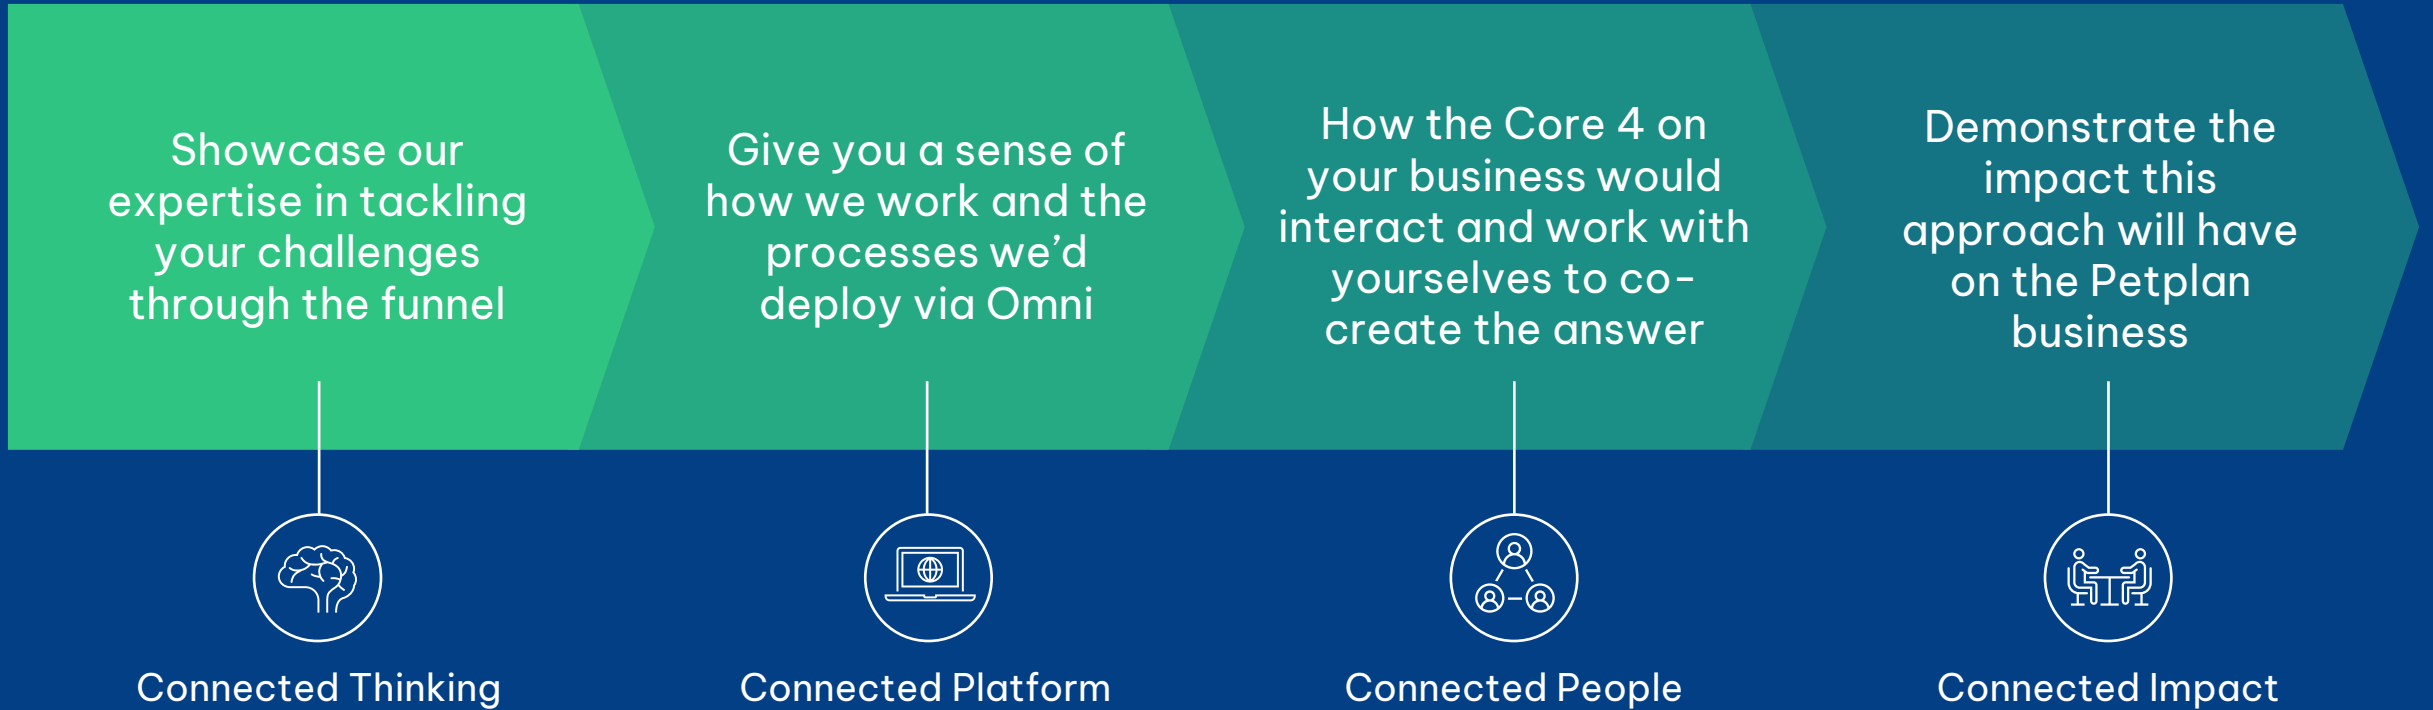 Showcase our
expertise in tackling
your challenges
through the funnel
Give you a sense of
how we work and the
processes we’d
deploy via Omni
How the Core 4 on
your business would
interact and work with
yourselves to co-
create the answer
Demonstrate the
impact this
approach will have
on the Petplan
business
Connected Thinking
Connected Platform
Connected People
Connected Impact